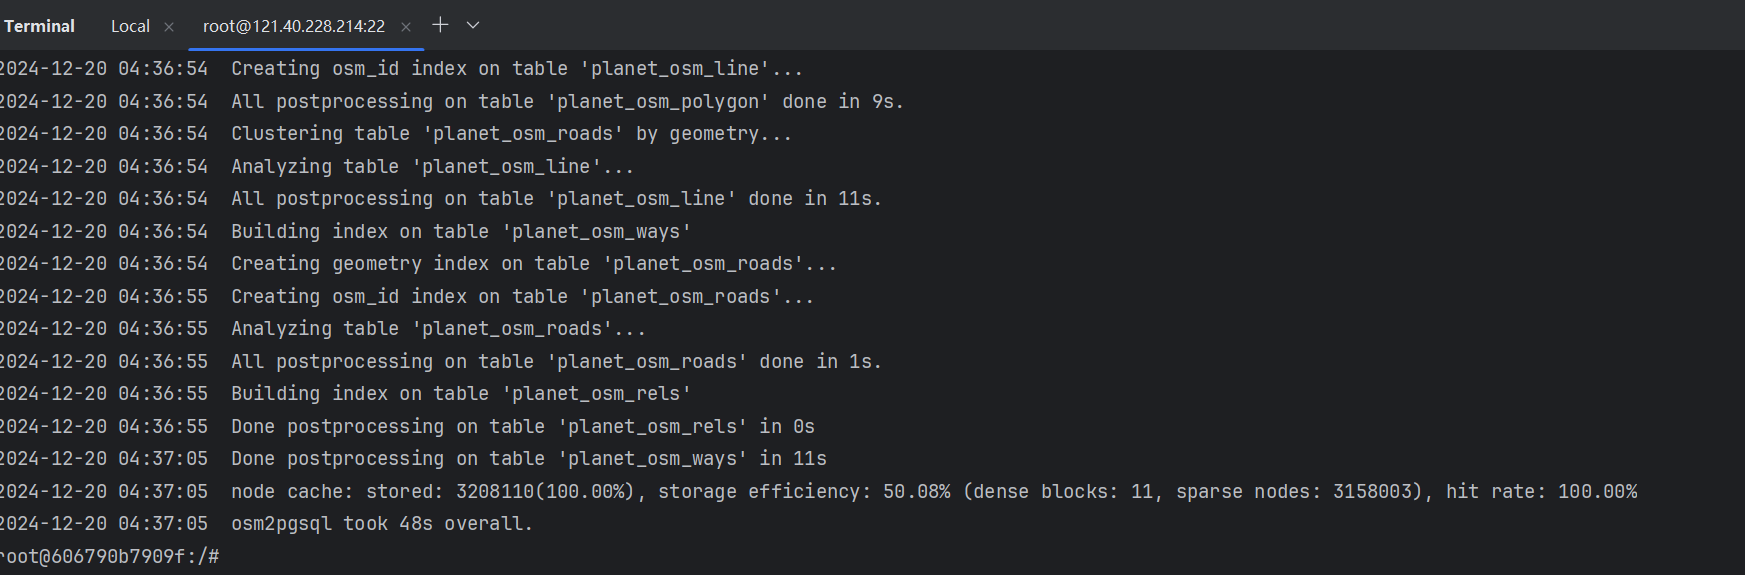 Terminal Local × root@121.40.228.214:22 ×
2024-12-20 04:36:54 Creating osm_id index on table 'planet_osm_line'...
2024-12-20 04:36:54 All postprocessing on table 'planet_osm_polygon' done in 9s.
2024-12-20 04:36:54 Clustering table 'planet_osm_roads' by geometry...
2024-12-20 04:36:54 Analyzing table 'planet_osm_line'...
2024-12-20 04:36:54 All postprocessing on table 'planet_osm_line' done in 11s.
2024-12-20 04:36:54 Building index on table 'planet_osm_ways'
2024-12-20 04:36:54 Creating geometry index on table 'planet_osm_roads'...
2024-12-20 04:36:55 Creating osm_id index on table 'planet_osm_roads'...
2024-12-20 04:36:55 Analyzing table 'planet_osm_roads'...
2024-12-20 04:36:55 All postprocessing on table 'planet_osm_roads' done in 1s.
2024-12-20 04:36:55 Building index on table 'planet_osm_rels'
2024-12-20 04:36:55 Done postprocessing on table 'planet_osm_rels' in 0s
2024-12-20 04:37:05 Done postprocessing on table 'planet_osm_ways' in 11s
2024-12-20 04:37:05 node cache: stored: 3208110(100.00%), storage efficiency: 50.08% (dense blocks: 11, sparse nodes: 3158003), hit rate: 100.00%
2024-12-20 04:37:05 osm2pgsql took 48s overall.
root@606790b7909f:/#